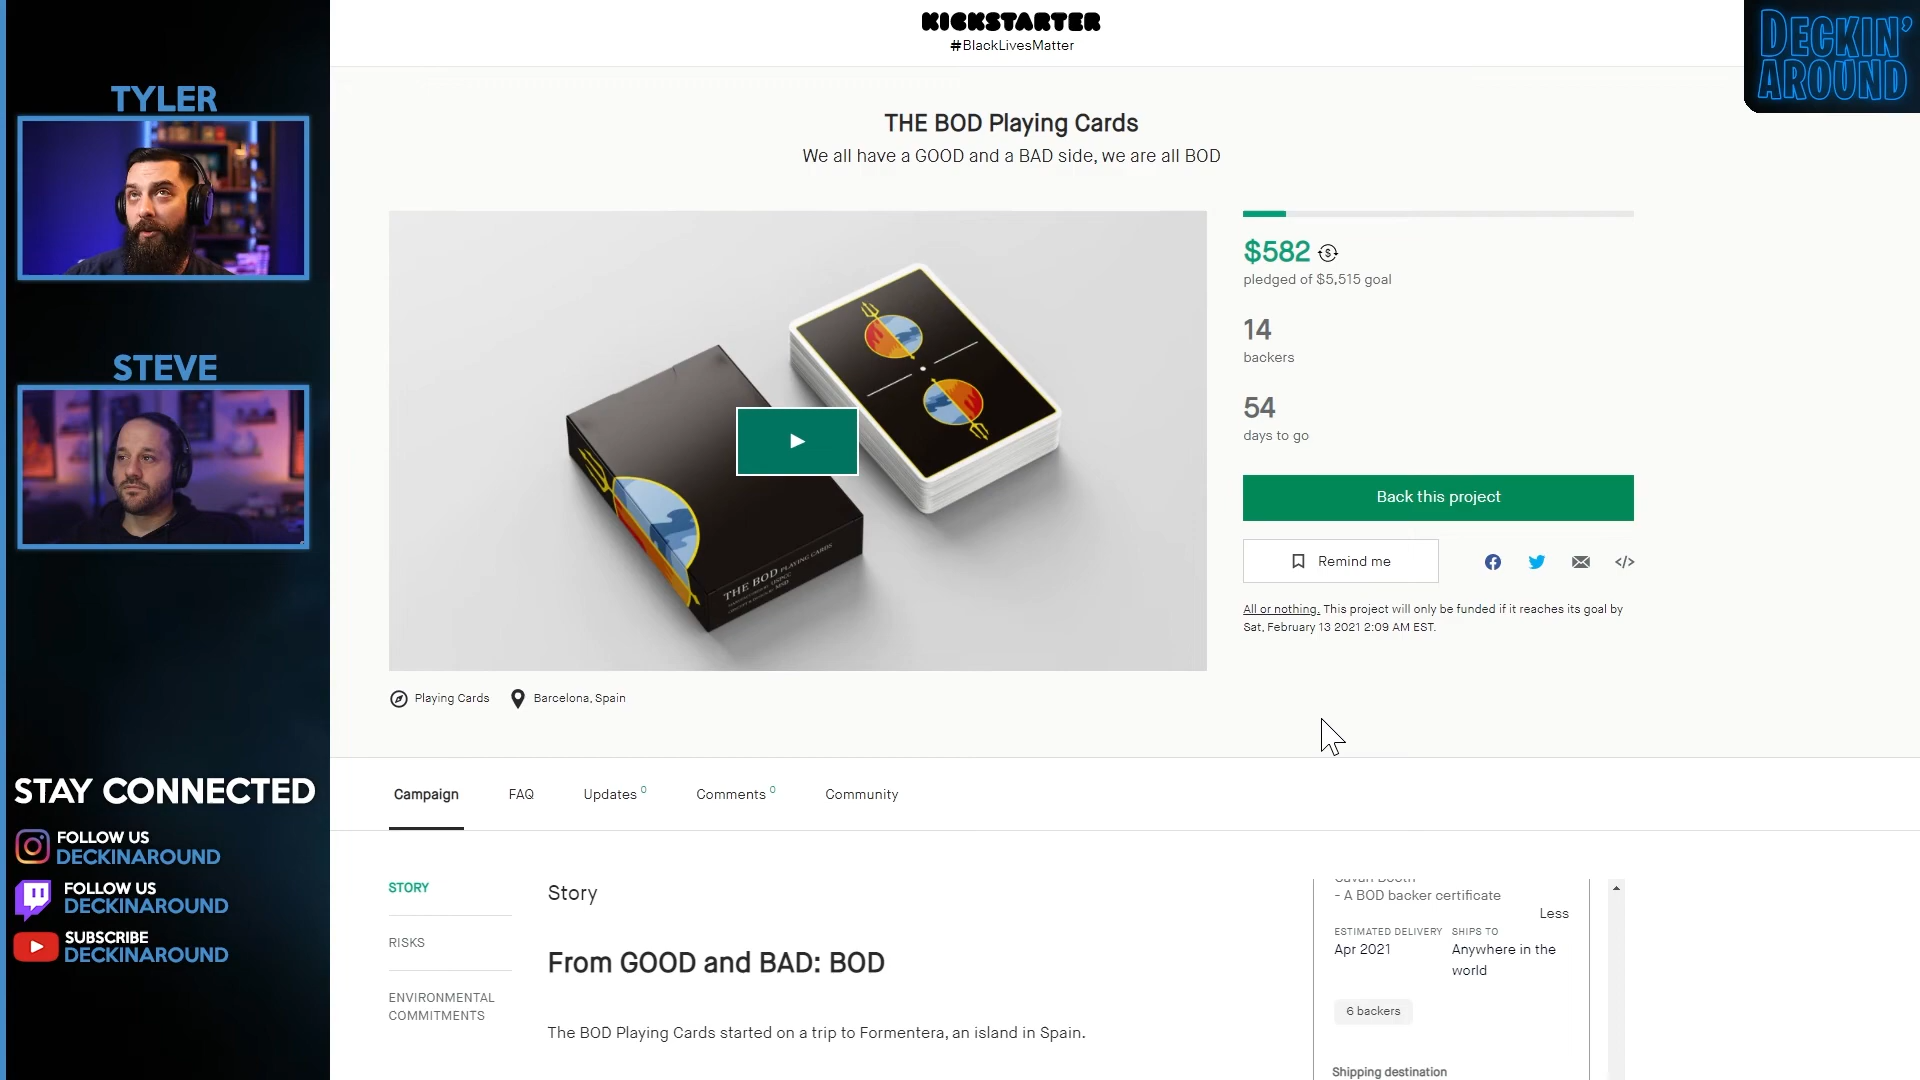 TYLER
STEVE
STAY CONNECTED
FOLLOW US
DECKINAROUND
FOLLOW US
DECKINAROUND
SUBSCRIBE
DECKINAROUND
KICKSTARTER
#BlackLivesMatter
DECKIN'
AROUND
THE BOD Playing Cards
We all have a GOOD and a BAD side, we are all BOD
THE BOD PLAYING CARDS
$582
pledged of $5,515 goal
14
backers
54
days to go
Back this project
Remind me
All or nothing. This project will only be funded if it reaches its goal by
Sat, February 13 2021 2:09 AM EST.
Playing Cards
Barcelona, Spain
Campaign
FAQ
Updates 0
Comments 0
Community
STORY
RISKS
ENVIRONMENTAL
COMMITMENTS
Story
From GOOD and BAD: BOD
The BOD Playing Cards started on a trip to Formentera, an island in Spain.
- A BOD backer certificate
Less
ESTIMATED DELIVERY
Apr 2021
SHIPS TO
Anywhere in the
world
6 backers
Shipping destination